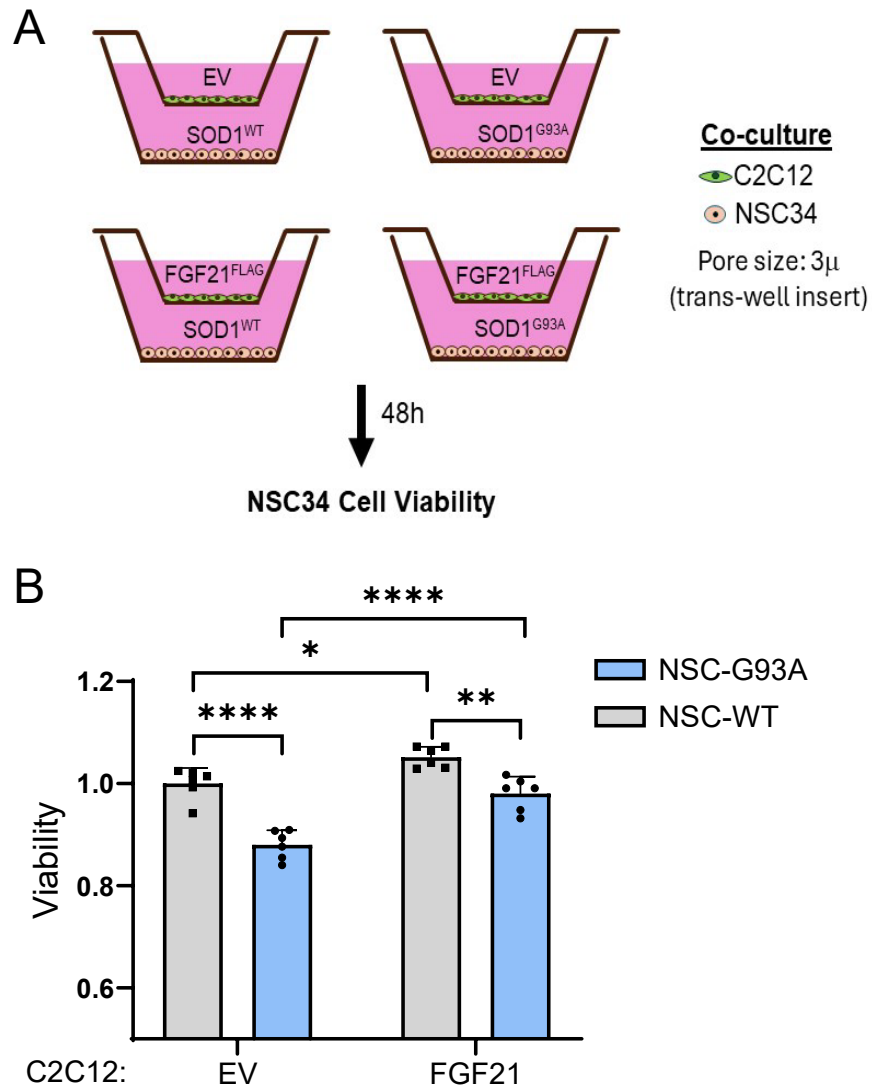 A
EV
EV
SOD1WT
SOD1G93A
Co-culture
C2C12
NSC34
Pore size: 3μ
(trans-well insert)
FGF21FLAG
FGF21FLAG
SOD1WT
SOD1G93A
48h
NSC34 Cell Viability
B
****
*
****
**
NSC-G93A
NSC-WT
1.2
1.0
0.8
0.6
Viability
C2C12:
EV
FGF21